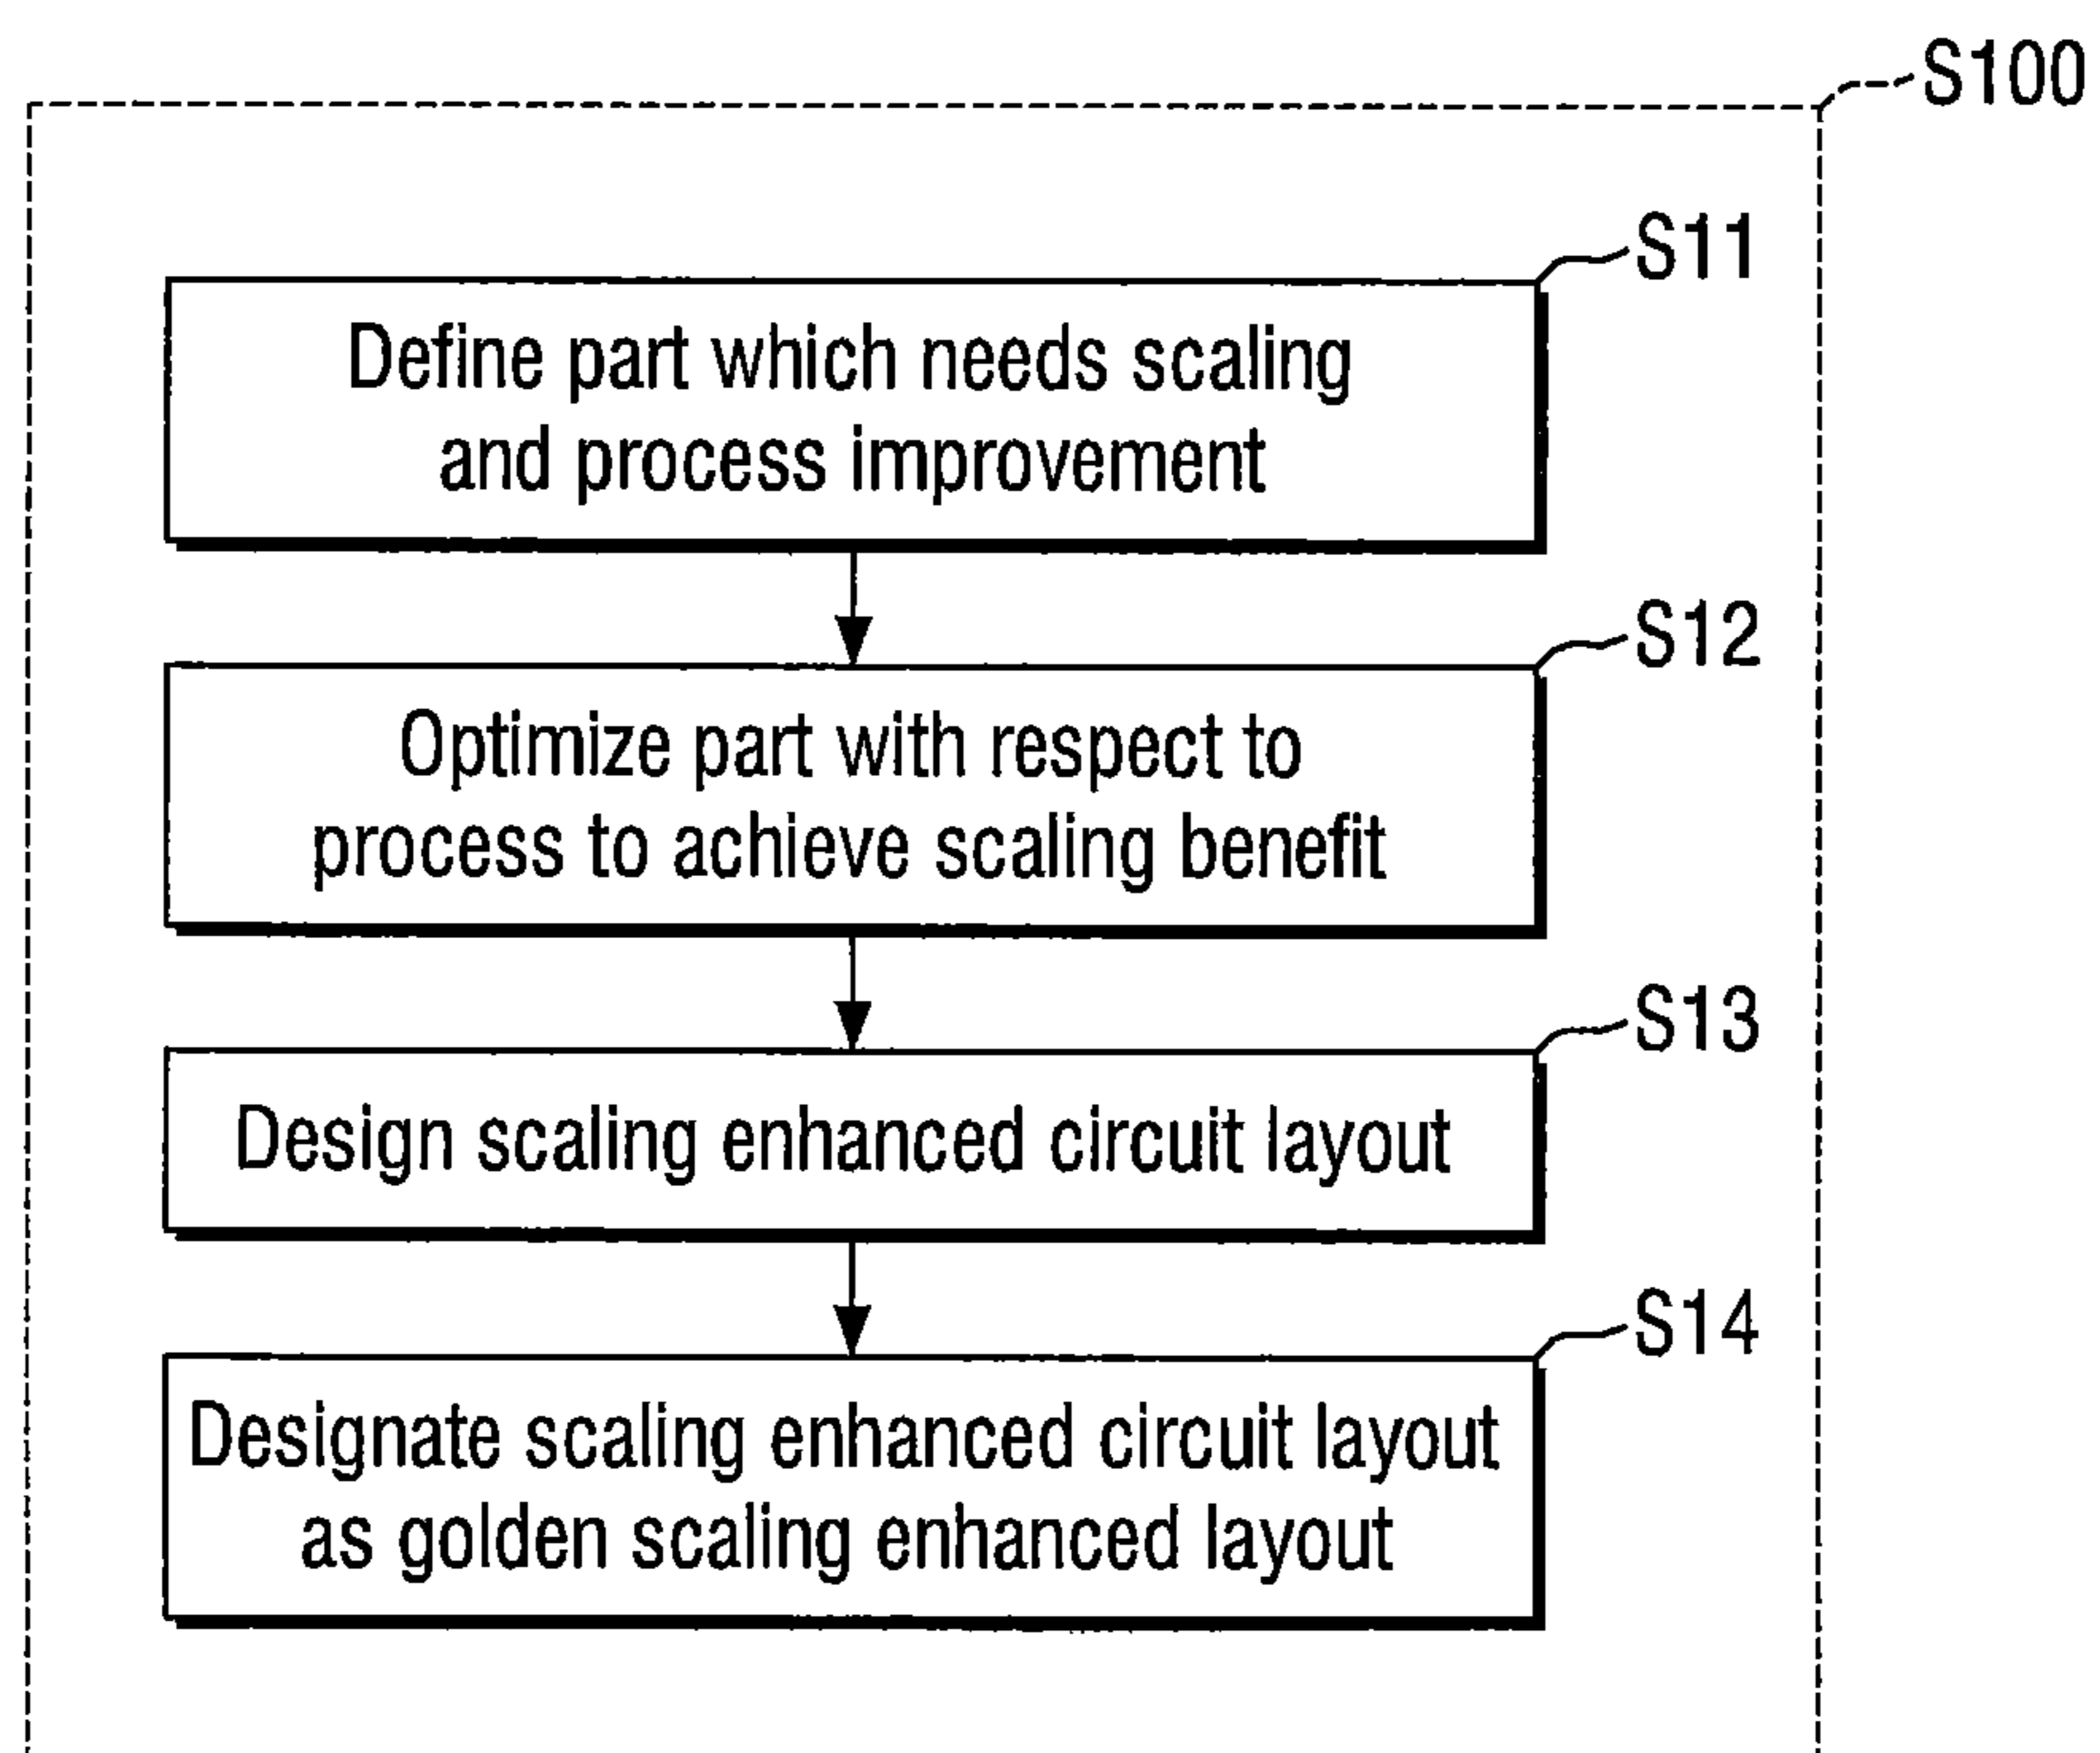 S100
S11
Define part which needs scaling
and process improvement
S12
Optimize part with respect to
process to achieve scaling benefit
S13
Design scaling enhanced circuit layout
S14
Designate scaling enhanced circuit layout
as golden scaling enhanced layout